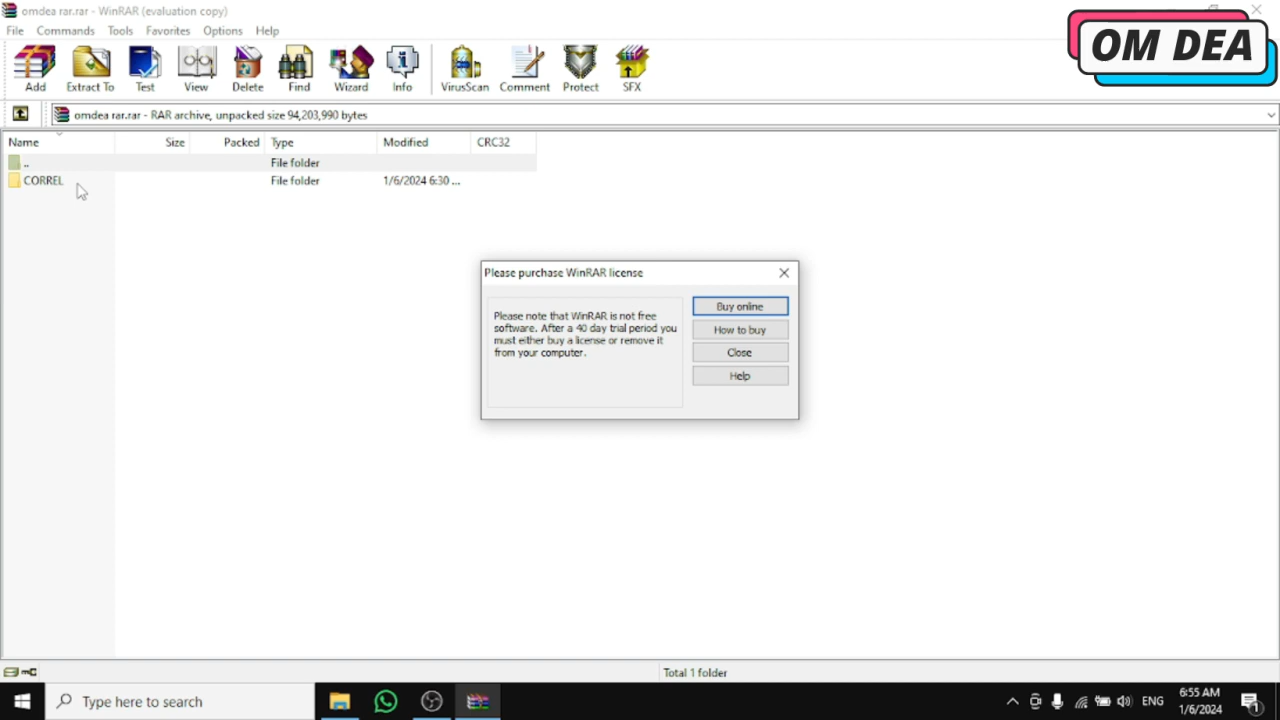 omdea rar.rar - WinRAR (evaluation copy)
File Commands Tools Favorites Options Help
OM DEA
Add Extract To Test View Delete Find Wizard Info VirusScan Comment Protect SFX
omdea rar.rar - RAR archive, unpacked size 94,203,990 bytes
Name Size Packed Type Modified CRC32
.. File folder
CORREL File folder 1/6/2024 6:30 ...
Please purchase WinRAR license
Please note that WinRAR is not free
software. After a 40 day trial period you
must either buy a license or remove it
from your computer.
Buy online
How to buy
Close
Help
Total 1 folder
Type here to search
ENG
6:55 AM
1/6/2024
1